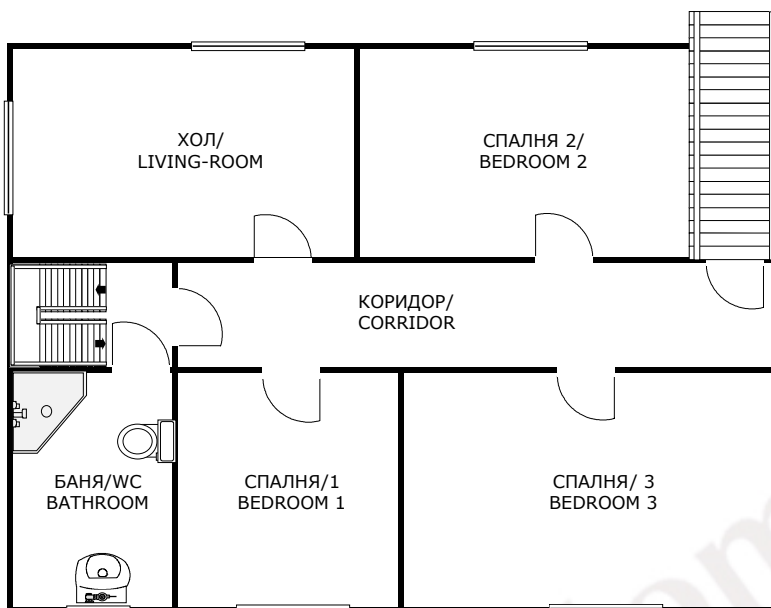 ХОЛ/
LIVING-ROOM
СПАЛНЯ 2/
BEDROOM 2
КОРИДОР/
CORRIDOR
БАНЯ/WC
BATHROOM
СПАЛНЯ/1
BEDROOM 1
СПАЛНЯ/ 3
BEDROOM 3